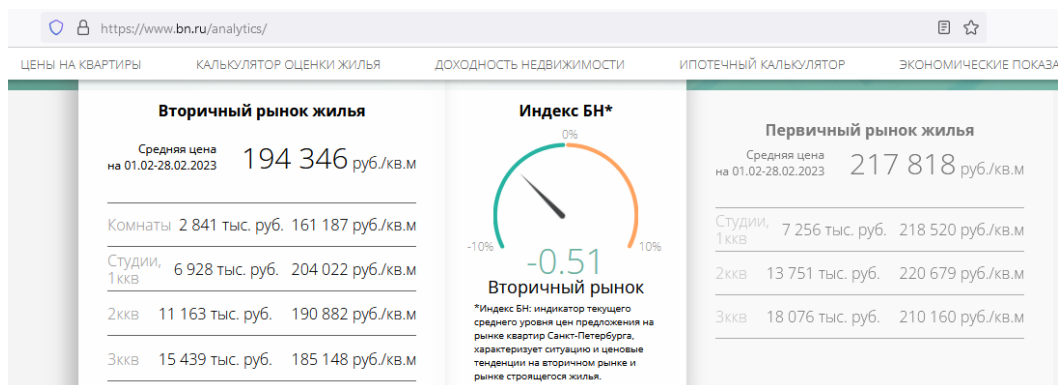 https://www.bn.ru/analytics/
ЦЕНЫ НА КВАРТИРЫ КАЛЬКУЛЯТОР ОЦЕНКИ ЖИЛЬЯ ДОХОДНОСТЬ НЕДВИЖИМОСТИ ИПОТЕЧНЫЙ КАЛЬКУЛЯТОР ЭКОНОМИЧЕСКИЕ ПОКАЗА
Вторичный рынок жилья
Средняя цена
на 01.02-28.02.2023 194 346 руб./кв.м
Комнаты 2 841 тыс. руб. 161 187 руб./кв.м
Студии,
1ккв 6 928 тыс. руб. 204 022 руб./кв.м
2ккв 11 163 тыс. руб. 190 882 руб./кв.м
3ккв 15 439 тыс. руб. 185 148 руб./кв.м
Индекс БН*
0%
-10% 10%
-0.51
Вторичный рынок
*Индекс БН: индикатор текущего
среднего уровня цен предложения на
рынке квартир Санкт-Петербурга,
характеризует ситуацию и ценовые
тенденции на вторичном рынке и
рынке строящегося жилья.
Первичный рынок жилья
Средняя цена
на 01.02-28.02.2023 217 818 руб./кв.м
Студии,
1ккв 7 256 тыс. руб. 218 520 руб./кв.м
2ккв 13 751 тыс. руб. 220 679 руб./кв.м
3ккв 18 076 тыс. руб. 210 160 руб./кв.м